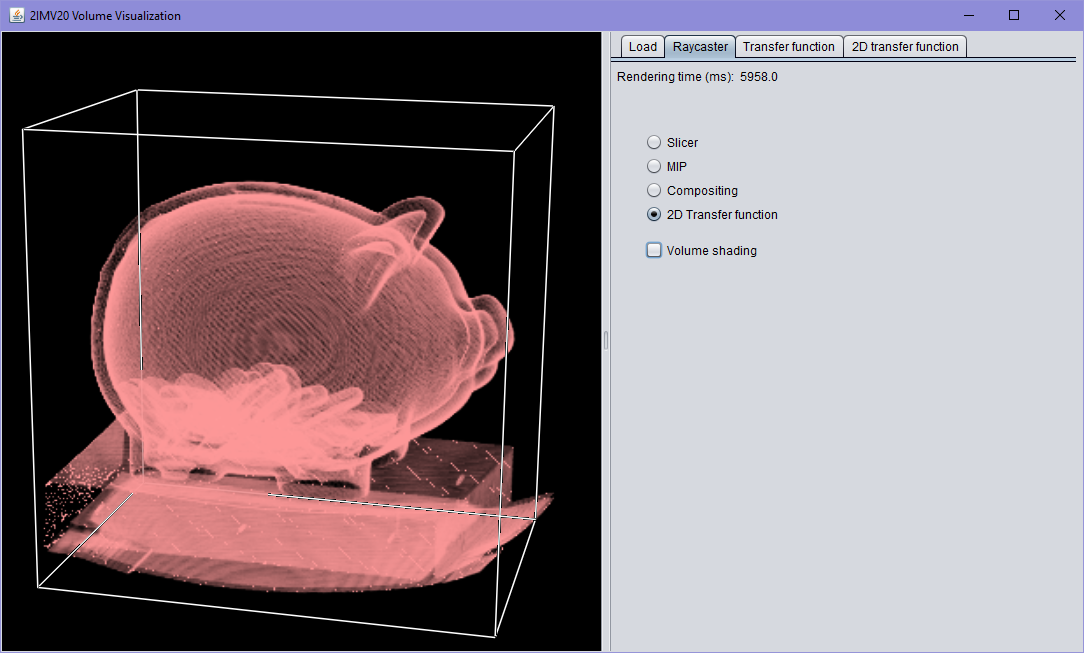 2IMV20 Volume Visualization
Load Raycaster Transfer function 2D transfer function
Rendering time (ms): 5958.0
Slicer
MIP
Compositing
2D Transfer function
Volume shading